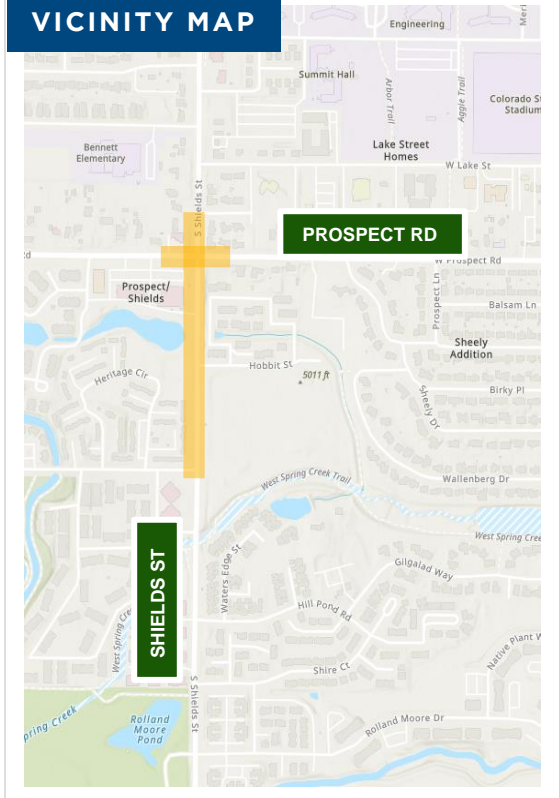 VICINITY MAP
Engineering
Meri
Summit Hall
Arbor Trail
Aggie Trail
Colorado St
Stadium
Bennett
Elementary
Lake Street
Homes
W Lake St
S Shields St
PROSPECT RD
Rd
W Prospect Rd
Prospect/
Shields
Prospect Ln
Balsam Ln
Sheely
Addition
Hobbit St
5011 ft
Heritage Cir
Birky Pl
Sheely Dr
Wallenberg Dr
West Spring Creek Trail
West Spring Cree
SHIELDS ST
Waters Edge St
Gilgalad Way
Hill Pond Rd
West Spring Cree
Shire Ct
Native Plant W
S Shields St
Spring Creek
Rolland
Moore
Pond
Rolland Moore Dr